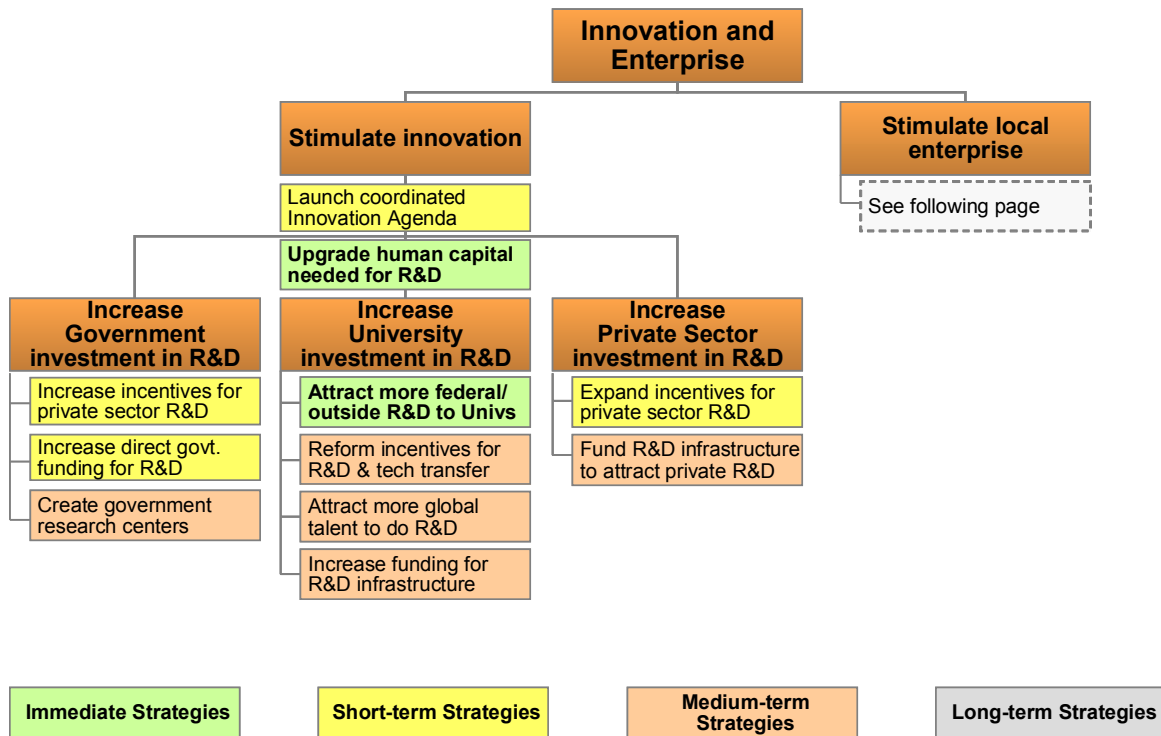 Innovation and
Enterprise
Stimulate innovation
Stimulate local
enterprise
Launch coordinated
Innovation Agenda
See following page
Upgrade human capital
needed for R&D
Increase
Government
investment in R&D
Increase
University
investment in R&D
Increase
Private Sector
investment in R&D
Increase incentives for
private sector R&D
Increase direct govt.
funding for R&D
Create government
research centers
Attract more federal/
outside R&D to Univs
Reform incentives for
R&D & tech transfer
Attract more global
talent to do R&D
Increase funding for
R&D infrastructure
Expand incentives for
private sector R&D
Fund R&D infrastructure
to attract private R&D
Immediate Strategies
Short-term Strategies
Medium-term
Strategies
Long-term Strategies